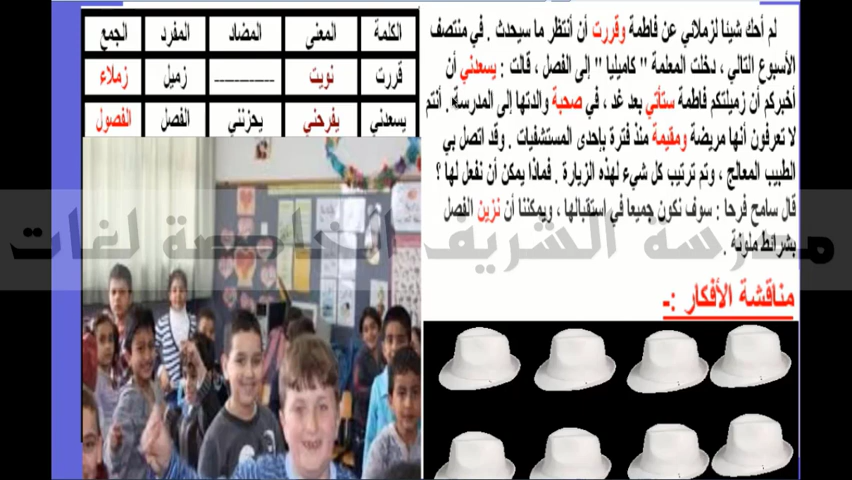 لم أحك شيئا لزملائي عن فاطمة وقررت أن أنتظر ما سيحدث . في منتصف
الأسبوع التالي ، دخلت المعلمة " كاميليا " إلى الفصل ، قالت : يسعدني أن
أخبركم أن زميلتكم فاطمة ستأتي بعد غد ، في صحبة والدتها إلى المدرسة . أنتم
لا تعرفون أنها مريضة ومقيمة منذ فترة بإحدى المستشفيات . وقد اتصل بي
الطبيب المعالج ، وتم ترتيب كل شيء لهذه الزيارة . فماذا يمكن أن نفعل لها ؟
قال سامح فرحا : سوف نكون جميعا في استقبالها ، ويمكننا أن نزين الفصل
بشرائط ملونة .
مناقشة الأفكار :-
الكلمة المعنى المضاد المفرد الجمع
قررت نويت ---------- زميل زملاء
يسعدني يفرحني يحزنني الفصل الفصول
مدرسة الشريف الخاصة لغات